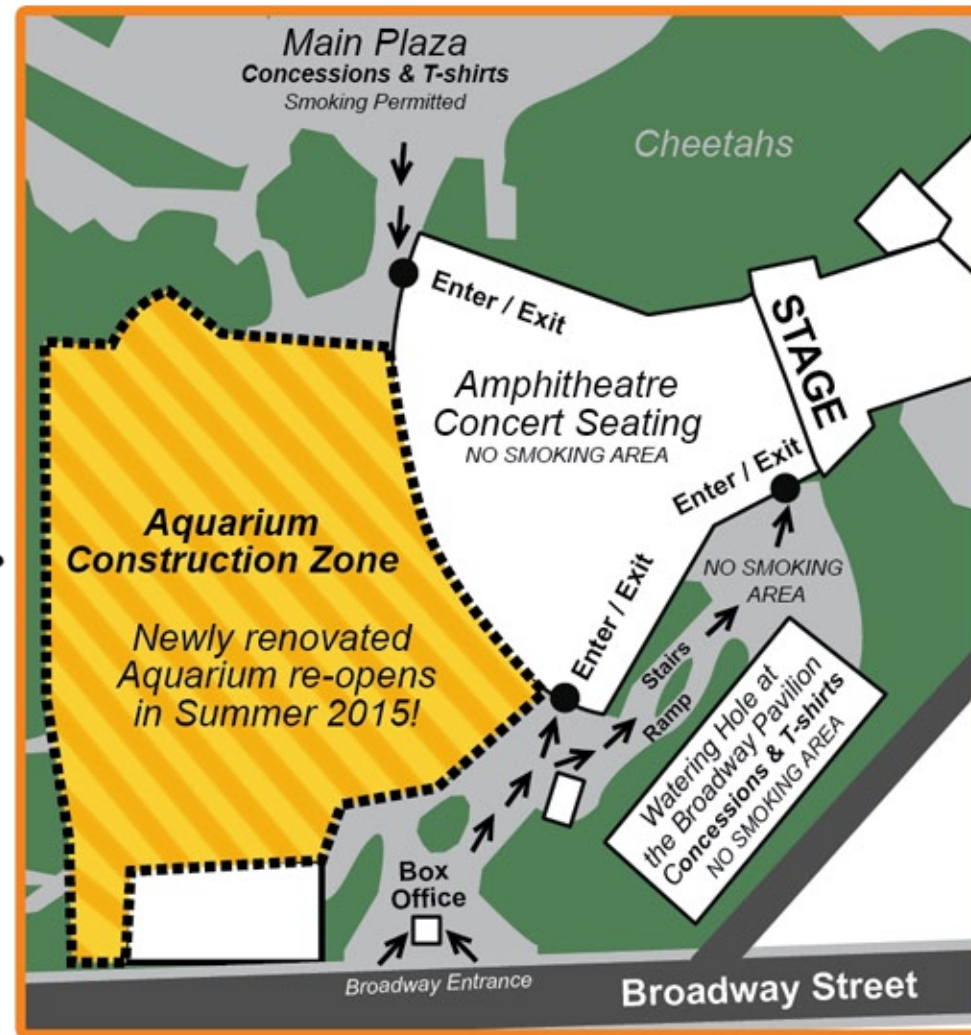 Main Plaza
Concessions & T-shirts
Smoking Permitted
Cheetahs
Enter / Exit
STAGE
Amphitheatre
Concert Seating
NO SMOKING AREA
Enter / Exit
Aquarium
Construction Zone
Newly renovated
Aquarium re-opens
in Summer 2015!
NO SMOKING
AREA
Enter / Exit
Stairs
Ramp
Watering Hole at
the Broadway Pavilion
Concessions & T-shirts
NO SMOKING AREA
Box
Office
Broadway Entrance
Broadway Street